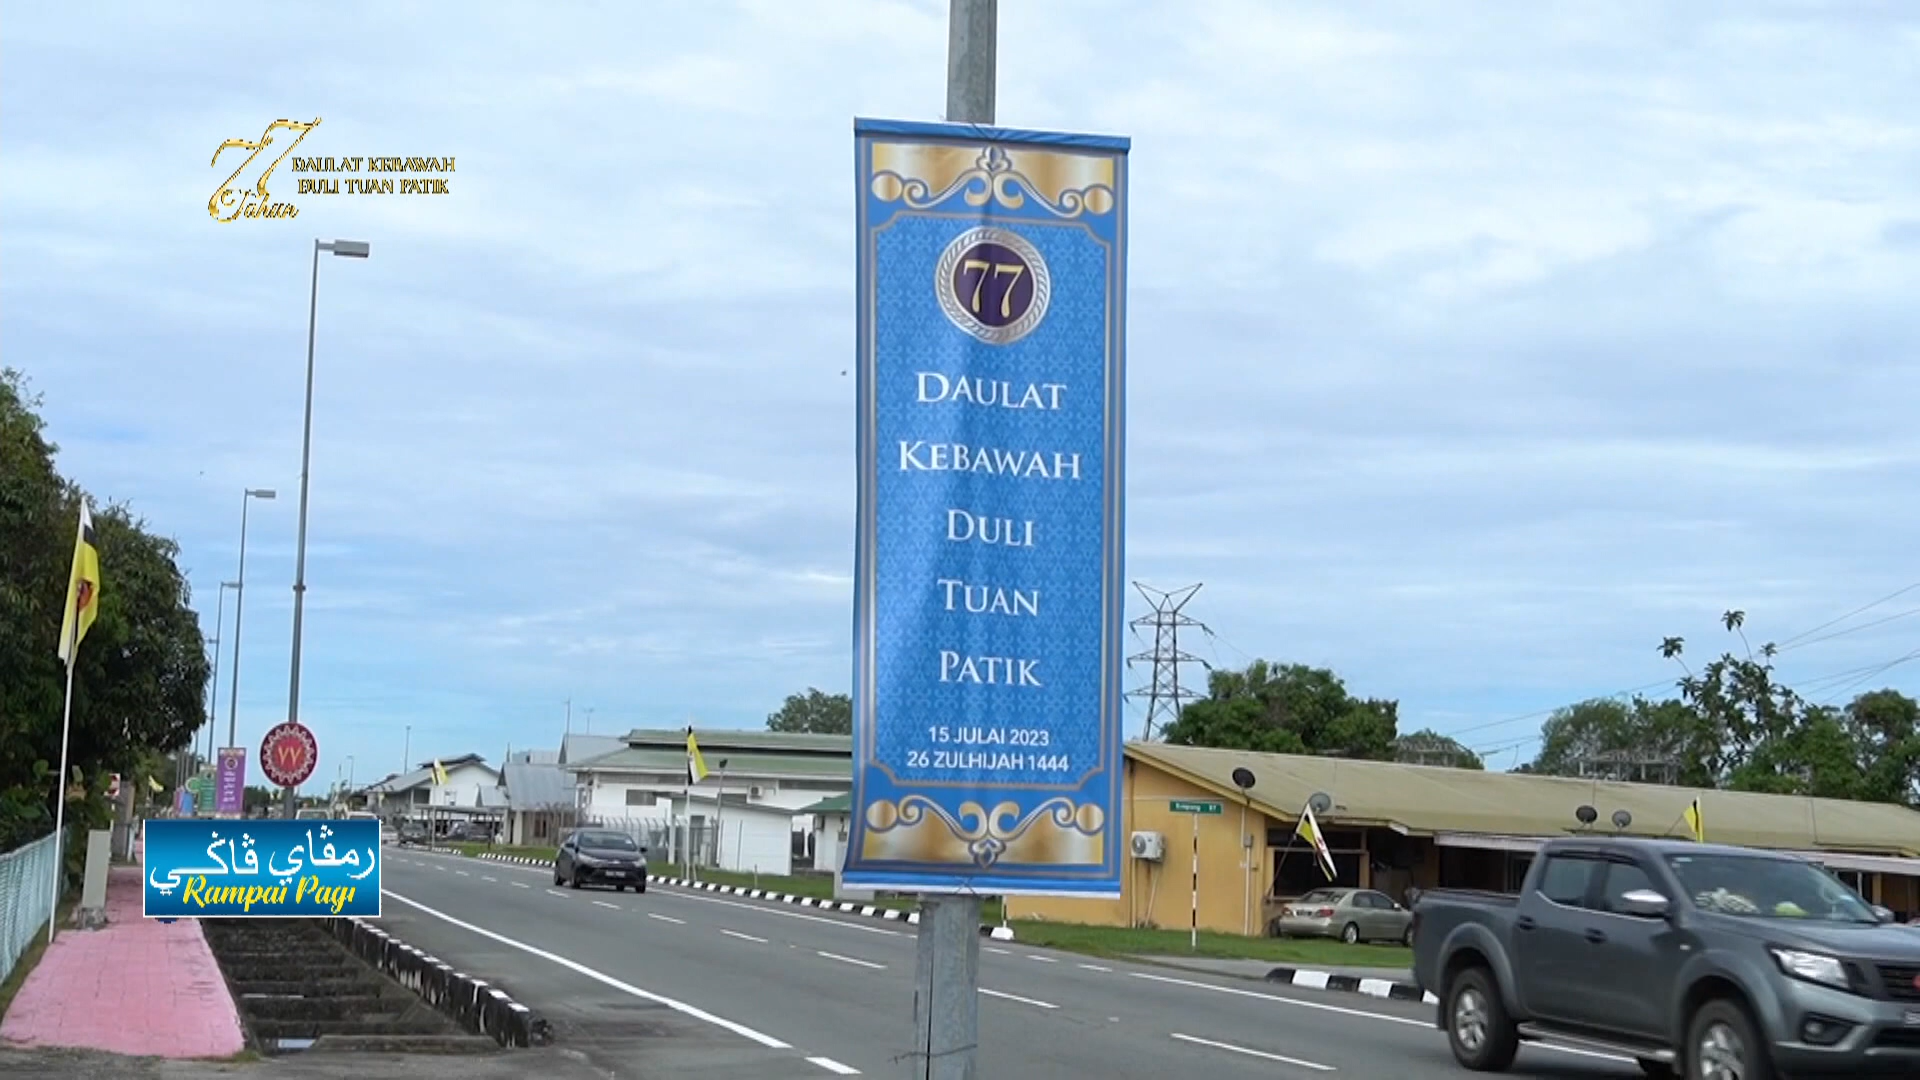 77 DAULAT KEBAWAH
DULI TUAN PATIK
Tahun
77
DAULAT
KEBAWAH
DULI
TUAN
PATIK
15 JULAI 2023
26 ZULHIJAH 1444
رمڤاي ڤاݢي
Rampai Pagi